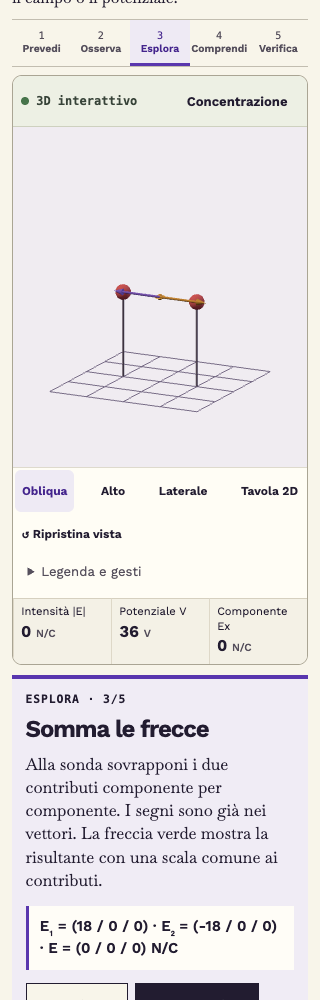 il campo o il potenziale.
1 2 3 4 5
Prevedi Osserva Esplora Comprendi Verifica
3D interattivo Concentrazione
Obliqua Alto Laterale Tavola 2D
↺ Ripristina vista
▶ Legenda e gesti
Intensità |E| Potenziale V Componente
Ex
0 N/C 36 V 0 N/C
ESPLORA · 3/5
Somma le frecce
Alla sonda sovrapponi i due
contributi componente per
componente. I segni sono già nei
vettori. La freccia verde mostra la
risultante con una scala comune ai
contributi.
E₁ = (18 / 0 / 0) · E₂ = (-18 / 0 / 0)
· E = (0 / 0 / 0) N/C